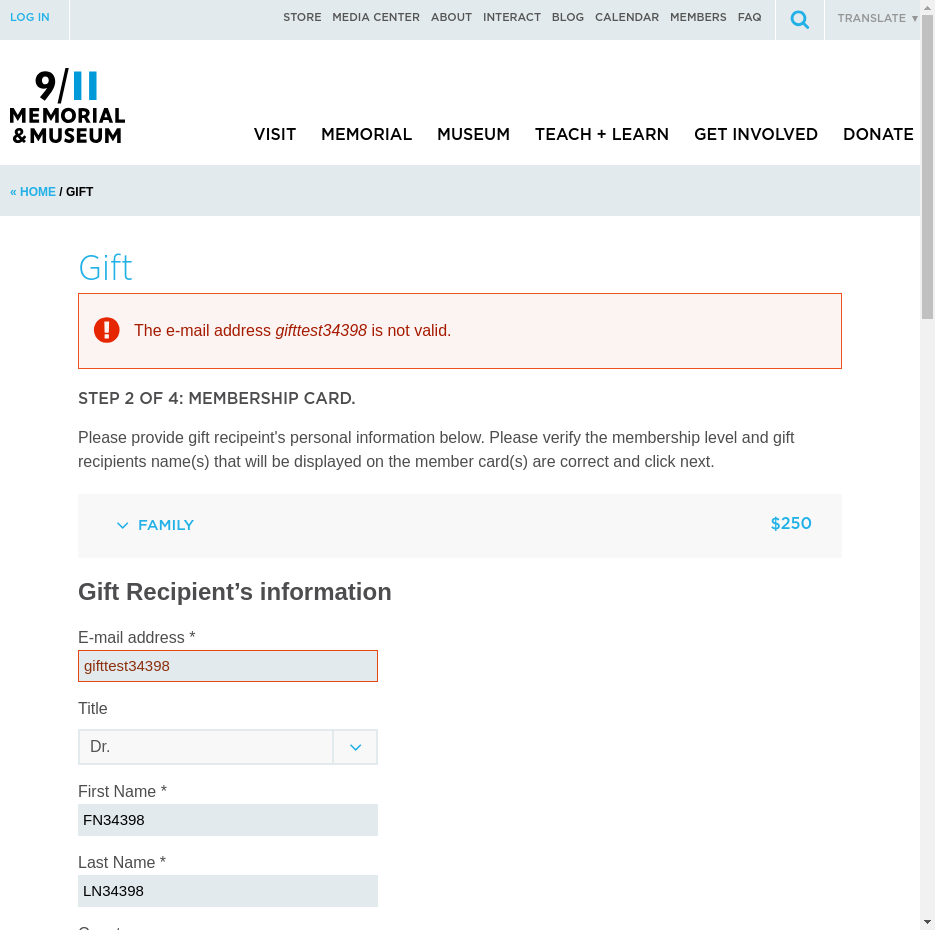 LOG IN
STORE MEDIA CENTER ABOUT INTERACT BLOG CALENDAR MEMBERS FAQ
TRANSLATE ▼
9/11
MEMORIAL
& MUSEUM
VISIT MEMORIAL MUSEUM TEACH + LEARN GET INVOLVED DONATE
« HOME / GIFT
Gift
The e-mail address gifttest34398 is not valid.
STEP 2 OF 4: MEMBERSHIP CARD.
Please provide gift recipeint's personal information below. Please verify the membership level and gift
recipients name(s) that will be displayed on the member card(s) are correct and click next.
FAMILY
$250
Gift Recipient’s information
E-mail address *
gifttest34398
Title
Dr.
First Name *
FN34398
Last Name *
LN34398